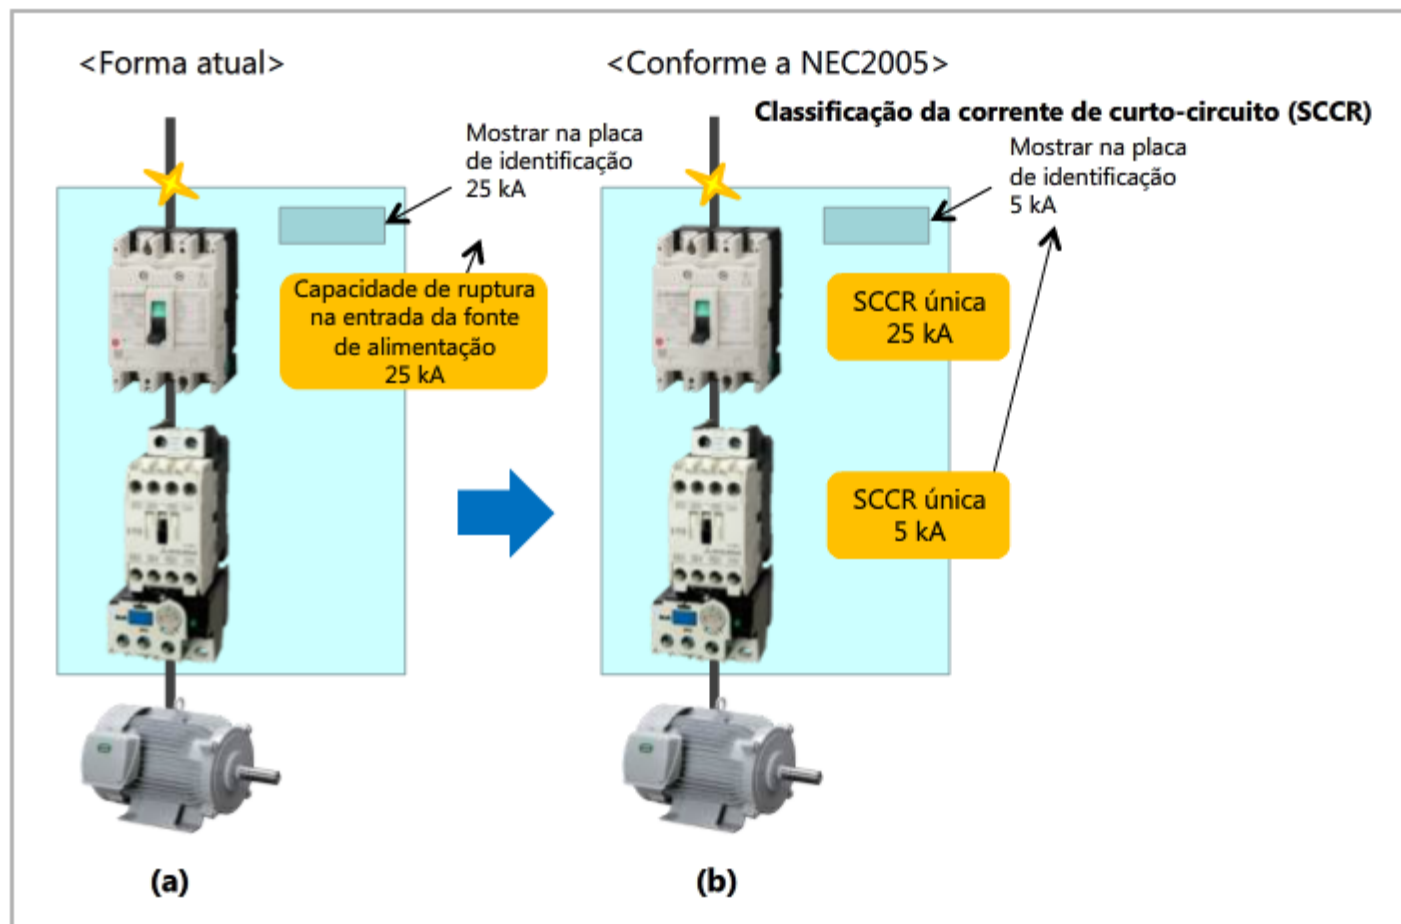 <Forma atual>
Mostrar na placa
de identificação
25 kA
Capacidade de ruptura
na entrada da fonte
de alimentação
25 kA
(a)
<Conforme a NEC2005>
Classificação da corrente de curto-circuito (SCCR)
Mostrar na placa
de identificação
5 kA
SCCR única
25 kA
SCCR única
5 kA
(b)